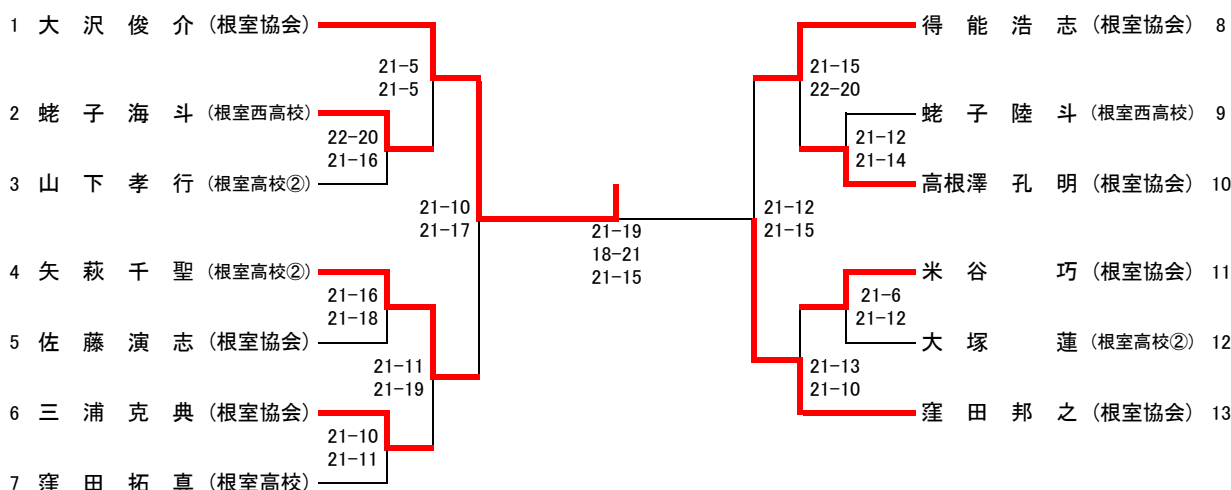 1 大 沢 俊 介 (根室協会)
21-5
21-5
2 蛯 子 海 斗 (根室西高校)
22-20
21-16
3 山 下 孝 行 (根室高校②)
21-10
21-17
4 矢 萩 千 聖 (根室高校②)
21-16
21-18
5 佐 藤 演 志 (根室協会)
21-11
21-19
6 三 浦 克 典 (根室協会)
21-10
21-11
7 窪 田 拓 真 (根室高校)
21-19
18-21
21-15
得 能 浩 志 (根室協会) 8
21-15
22-20
蛯 子 陸 斗 (根室西高校) 9
21-12
21-14
高根澤 孔 明 (根室協会) 10
21-12
21-15
米 谷 巧 (根室協会) 11
21-6
21-12
大 塚 蓮 (根室高校②) 12
21-13
21-10
窪 田 邦 之 (根室協会) 13